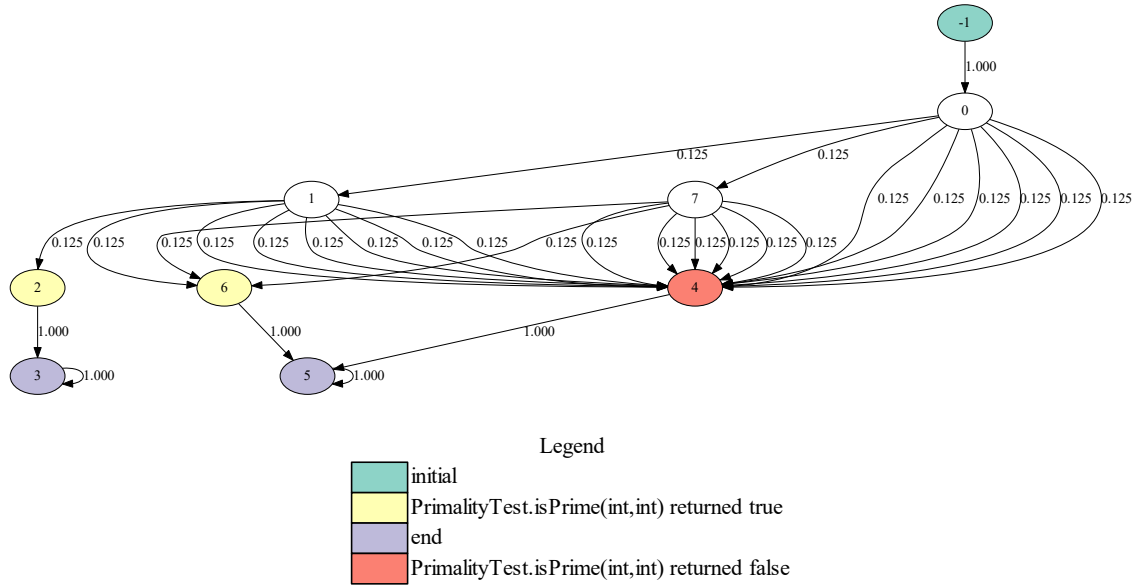 -1
1.000
0
0.125 0.125
1 7 0.125 0.125 0.125 0.125 0.125 0.125
0.125 0.125 0.125 0.125 0.125 0.125 0.125 0.125 0.125 0.125 0.125 0.125 0.125 0.125 0.125 0.125
2 6 4
1.000 1.000 1.000
3 1.000 5 1.000
Legend
initial
PrimalityTest.isPrime(int,int) returned true
end
PrimalityTest.isPrime(int,int) returned false